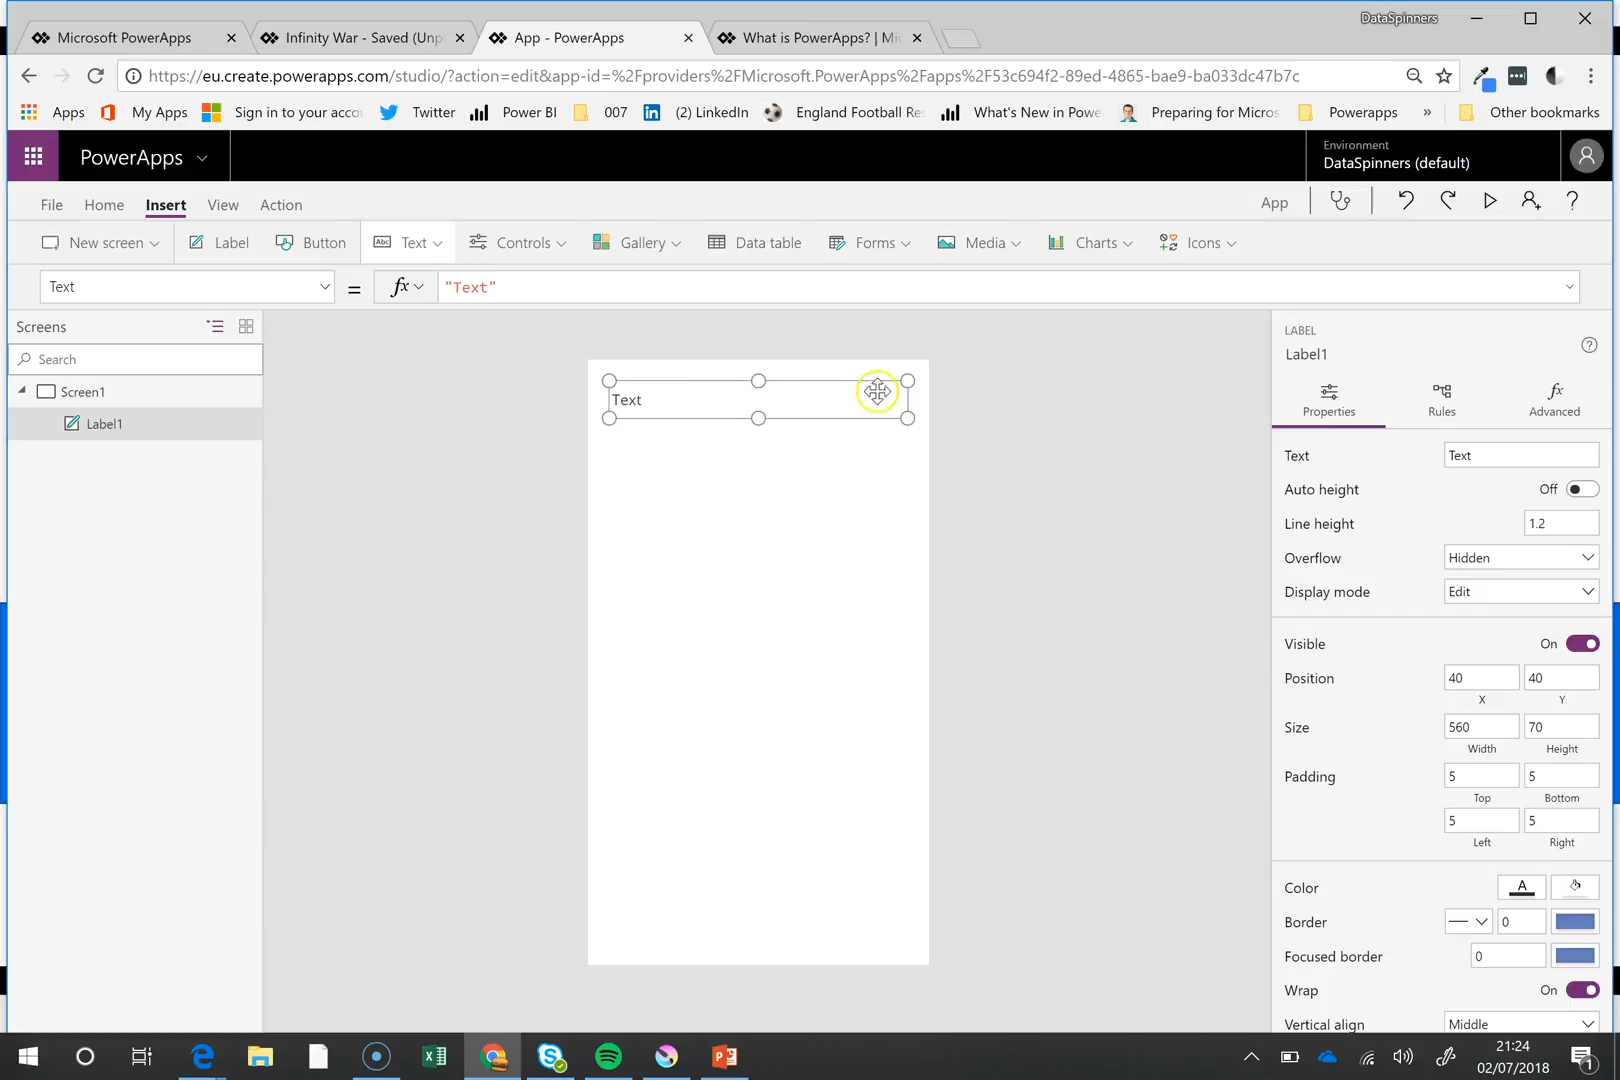 DataSpinners
Microsoft PowerApps
Infinity War - Saved (Unp
App - PowerApps
What is PowerApps? | Mi
https://eu.create.powerapps.com/studio/?action=edit&app-id=%2Fproviders%2FMicrosoft.PowerApps%2Fapps%2F53c694f2-89ed-4865-bae9-ba033dc47b7c
Apps My Apps Sign in to your acco Twitter Power BI 007 (2) LinkedIn England Football Re What's New in Powe Preparing for Micros Powerapps » Other bookmarks
PowerApps
Environment
DataSpinners (default)
File Home Insert View Action App ?
New screen Label Button Abc Text Controls Gallery Data table Forms Media Charts Icons
Text = fx "Text"
Screens
Search
Screen1
Label1
Text
LABEL
Label1
?
fx
Properties Rules Advanced
Text Text
Auto height Off
Line height 1.2
Overflow Hidden
Display mode Edit
Visible On
Position 40 40
X Y
Size 560 70
Width Height
Padding 5 5
Top Bottom
5 5
Left Right
Color A
Border 0
Focused border 0
Wrap On
Vertical align Middle
21:24
02/07/2018
1